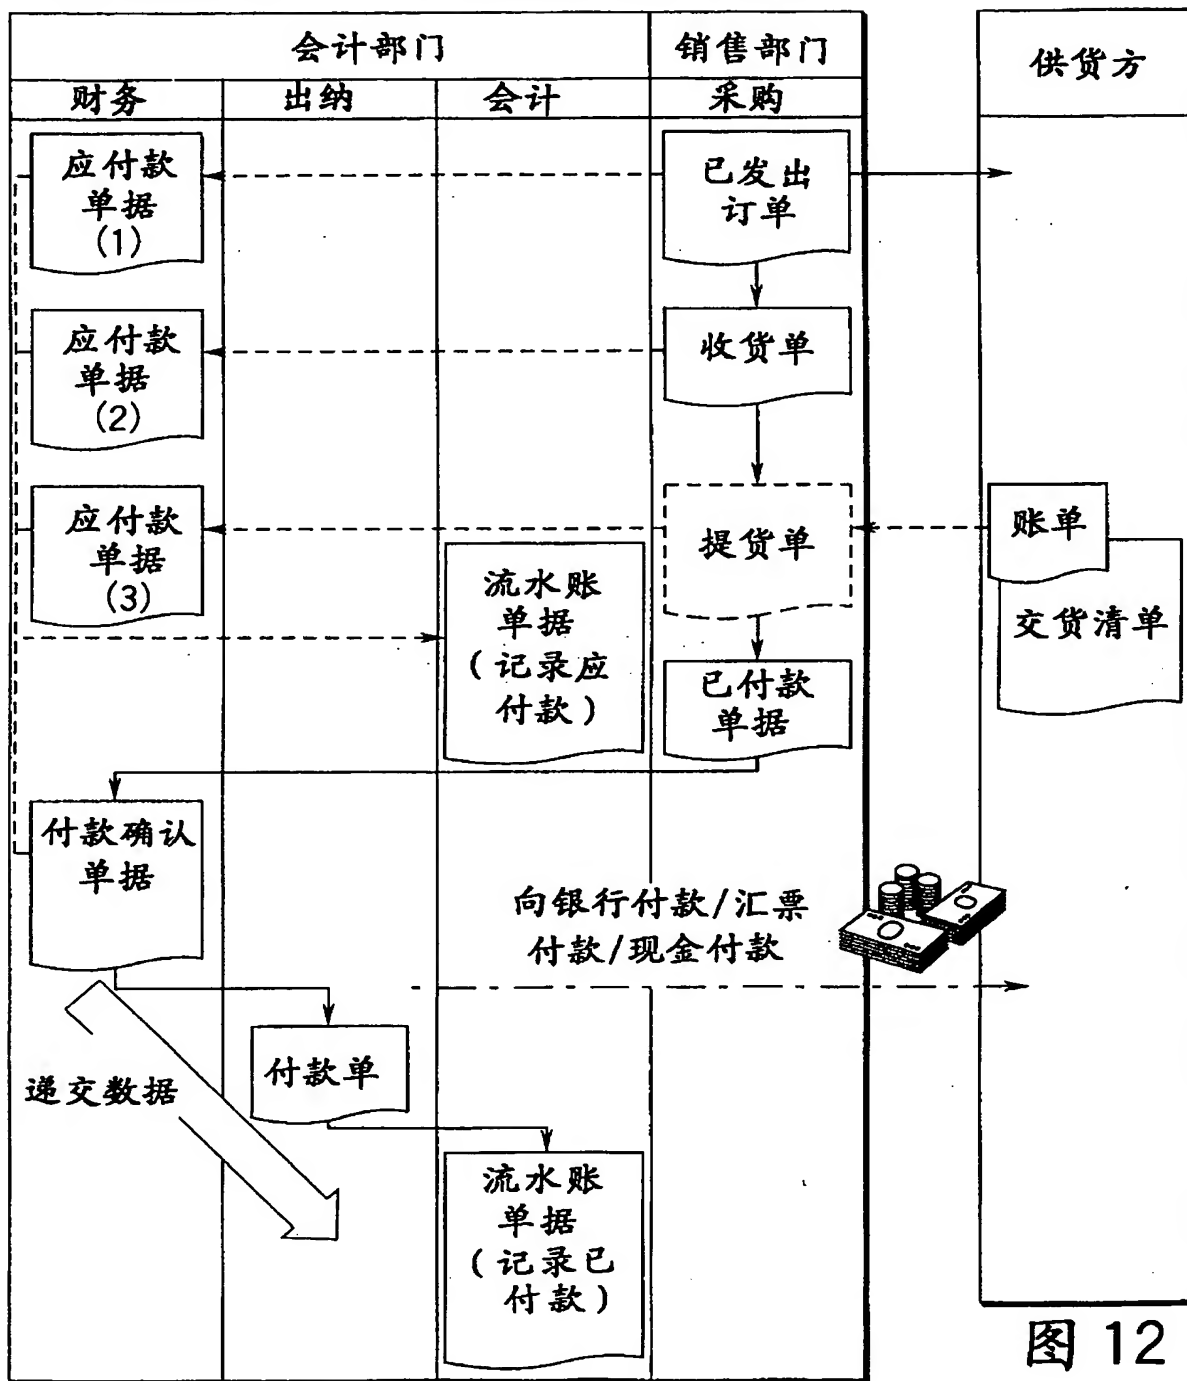 会计部门
销售部门
供货方
财务
出纳
会计
采购
应付款
单据
(1)
已发出
订单
应付款
单据
(2)
收货单
应付款
单据
(3)
提货单
账单
交货清单
流水账
单据
(记录应
付款)
已付款
单据
付款确认
单据
向银行付款/汇票
付款/现金付款
付款单
递交数据
流水账
单据
(记录已
付款)
图 12